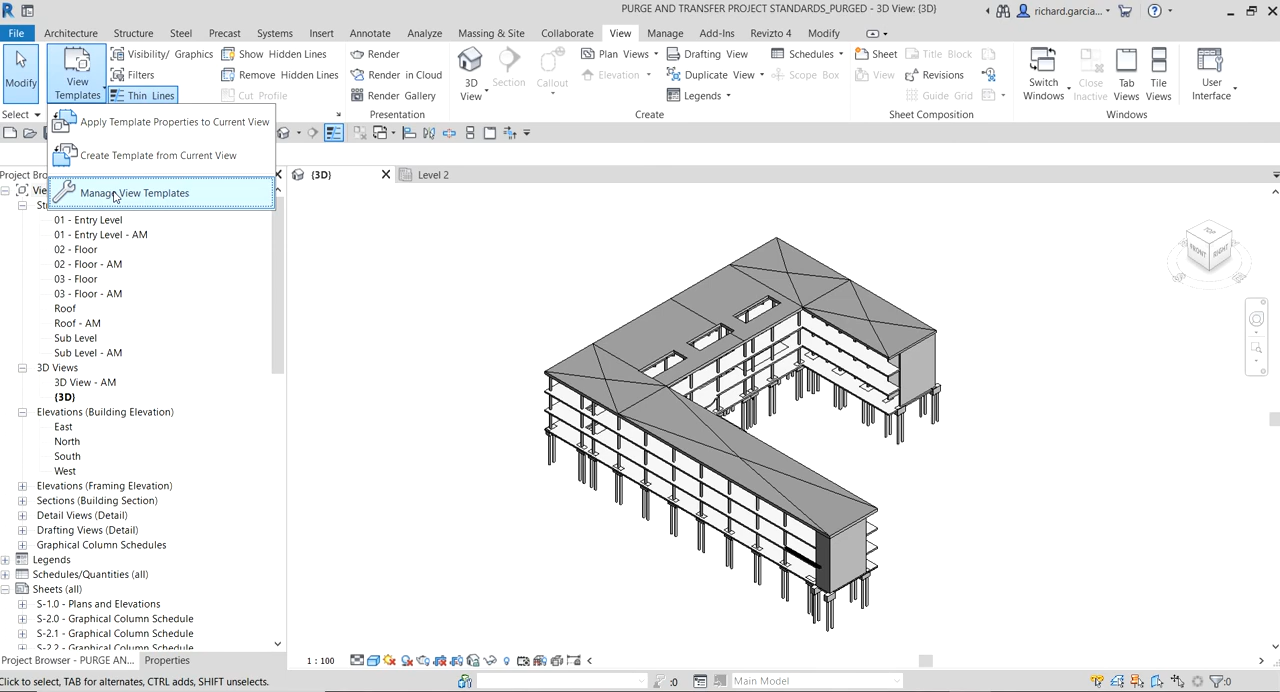 PURGE AND TRANSFER PROJECT STANDARDS_PURGED - 3D View: {3D}
richard.garcia...
File Architecture Structure Steel Precast Systems Insert Annotate Analyze Massing & Site Collaborate View Manage Add-Ins Revizto 4 Modify
Modify
View Templates
Visibility/ Graphics
Filters
Thin Lines
Show Hidden Lines
Remove Hidden Lines
Cut Profile
Render
Render in Cloud
Render Gallery
3D View
Section
Callout
Plan Views
Elevation
Drafting View
Duplicate View
Legends
Schedules
Scope Box
Sheet
View
Title Block
Revisions
Guide Grid
Switch Windows
Close Inactive
Tab Views
Tile Views
User Interface
Select
Presentation
Create
Sheet Composition
Windows
Apply Template Properties to Current View
Create Template from Current View
Manage View Templates
Project Bro
{3D}
Level 2
Vie
Str
01 - Entry Level
01 - Entry Level - AM
02 - Floor
02 - Floor - AM
03 - Floor
03 - Floor - AM
Roof
Roof - AM
Sub Level
Sub Level - AM
3D Views
3D View - AM
{3D}
Elevations (Building Elevation)
East
North
South
West
Elevations (Framing Elevation)
Sections (Building Section)
Detail Views (Detail)
Drafting Views (Detail)
Graphical Column Schedules
Legends
Schedules/Quantities (all)
Sheets (all)
S-1.0 - Plans and Elevations
S-2.0 - Graphical Column Schedule
S-2.1 - Graphical Column Schedule
S-2.2 - Graphical Column Schedule
TOP
FRONT
RIGHT
Project Browser - PURGE AN...
Properties
1 : 100
Click to select, TAB for alternates, CTRL adds, SHIFT unselects.
:0
Main Model
:0